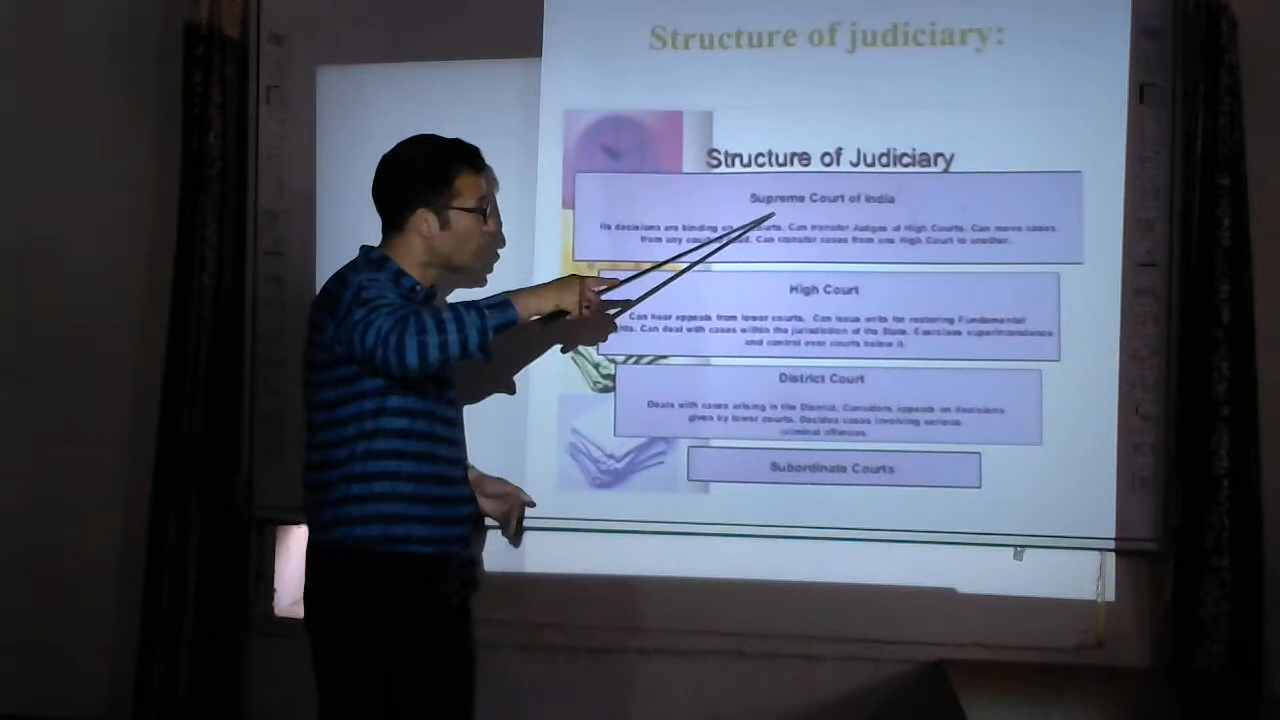 Structure of judiciary:
Structure of Judiciary
Supreme Court of India
Its decisions are binding on courts. Can transfer Judges of High Courts. Can move cases
from any court to itself. Can transfer cases from one High Court to another.
High Court
Can hear appeals from lower courts. Can issue writs for restoring Fundamental
Can deal with cases within the jurisdiction of the State. Exercises superintendence
and control over courts below it.
District Court
Deals with cases arising in the District. Considers appeals on decisions
given by lower courts. Decides cases involving serious
criminal offences
Subordinate Courts